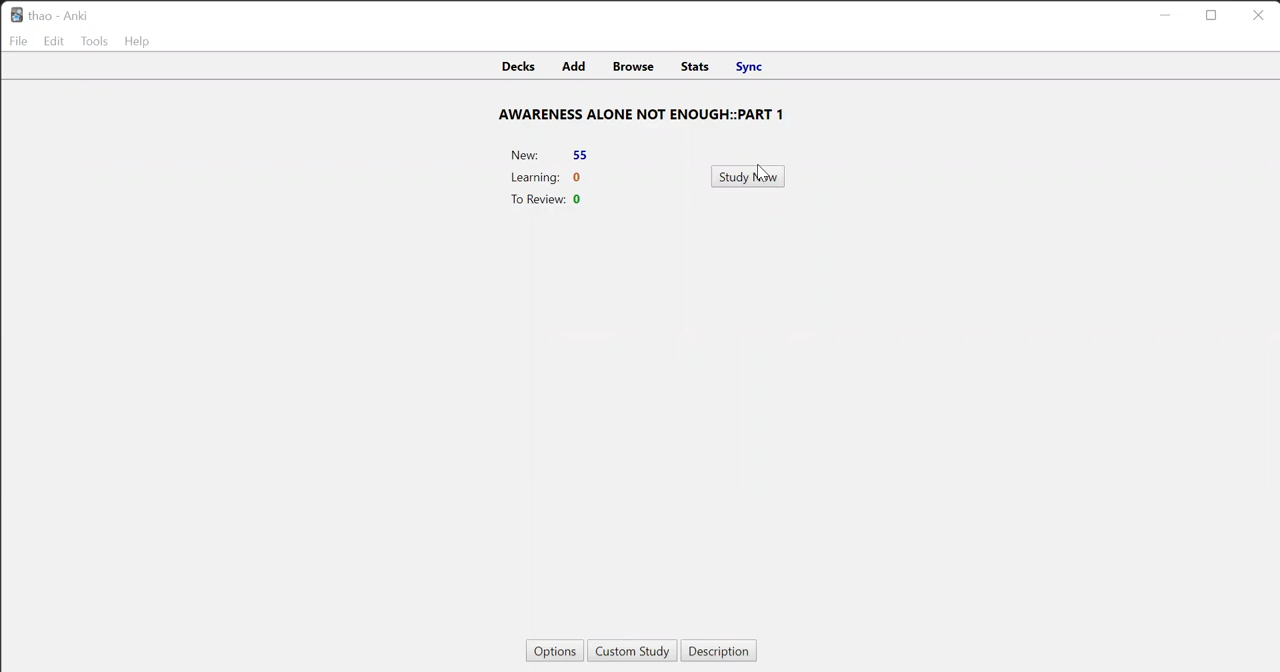 thao - Anki
File Edit Tools Help
Decks Add Browse Stats Sync
AWARENESS ALONE NOT ENOUGH::PART 1
New: 55
Learning: 0
To Review: 0
Study Now
Options Custom Study Description